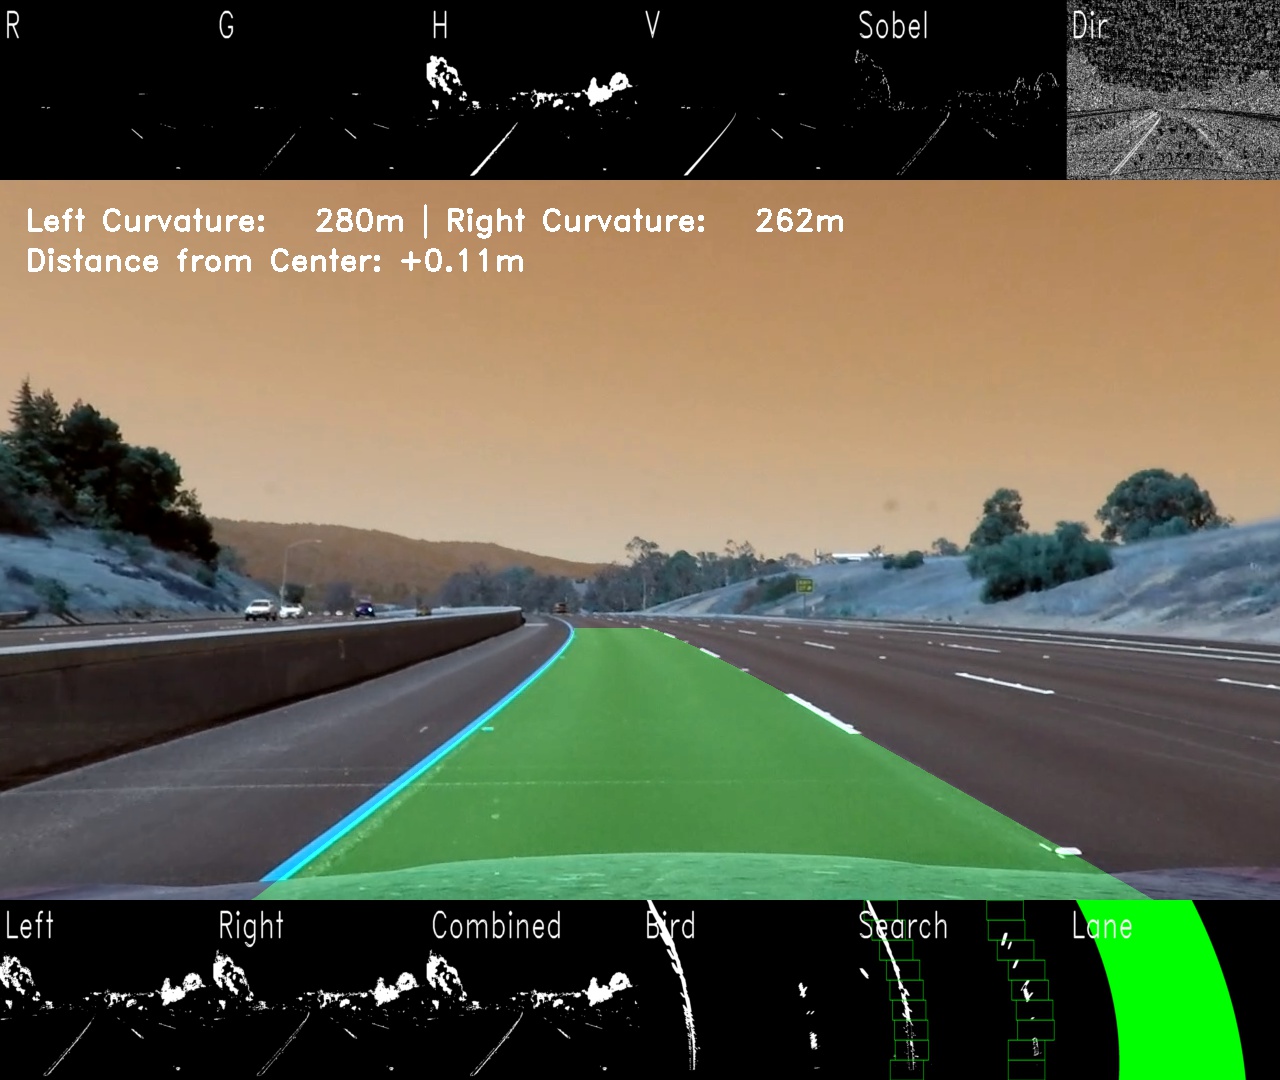 R G H V Sobel Dir
Left Curvature: 280m | Right Curvature: 262m
Distance from Center: +0.11m
Left Right Combined Bird Search Lane